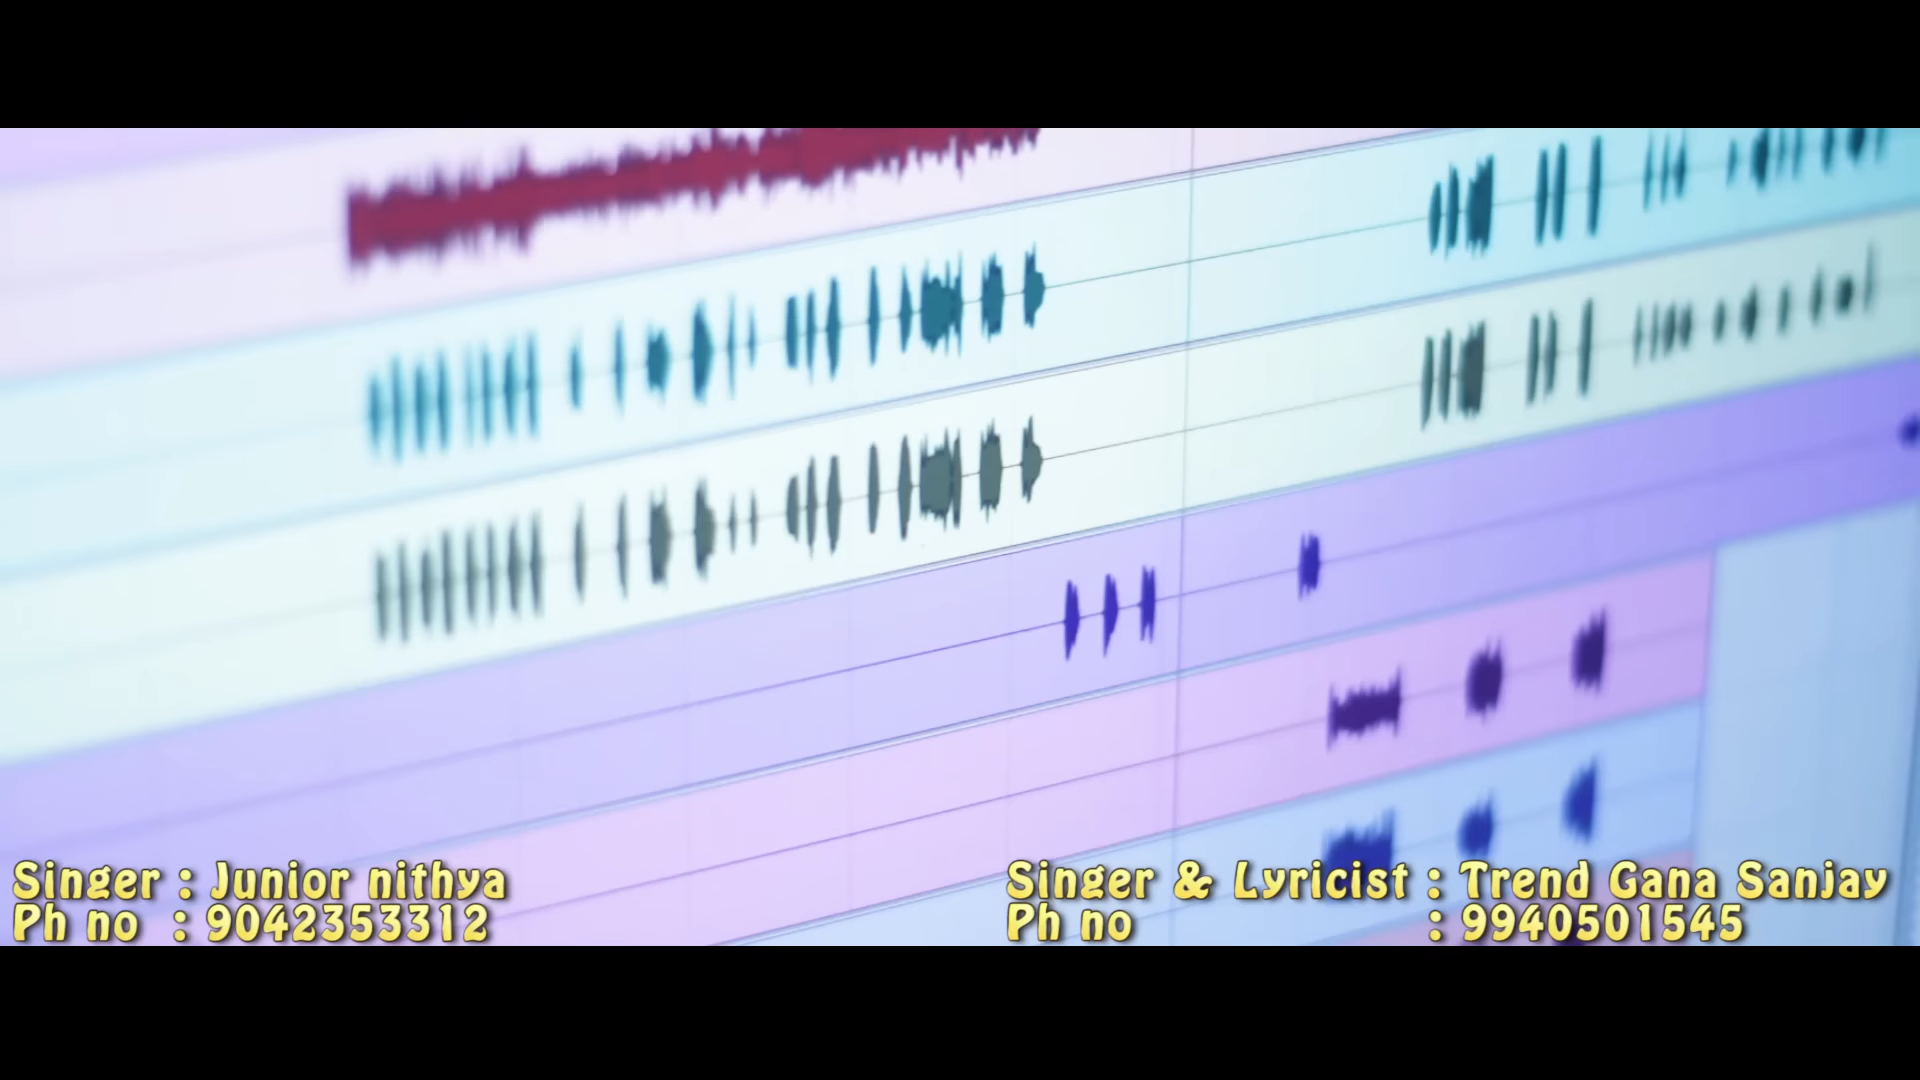 Singer : Junior nithya
Ph no : 9042353312
Singer & Lyricist : Trend Gana Sanjay
Ph no : 9940501545